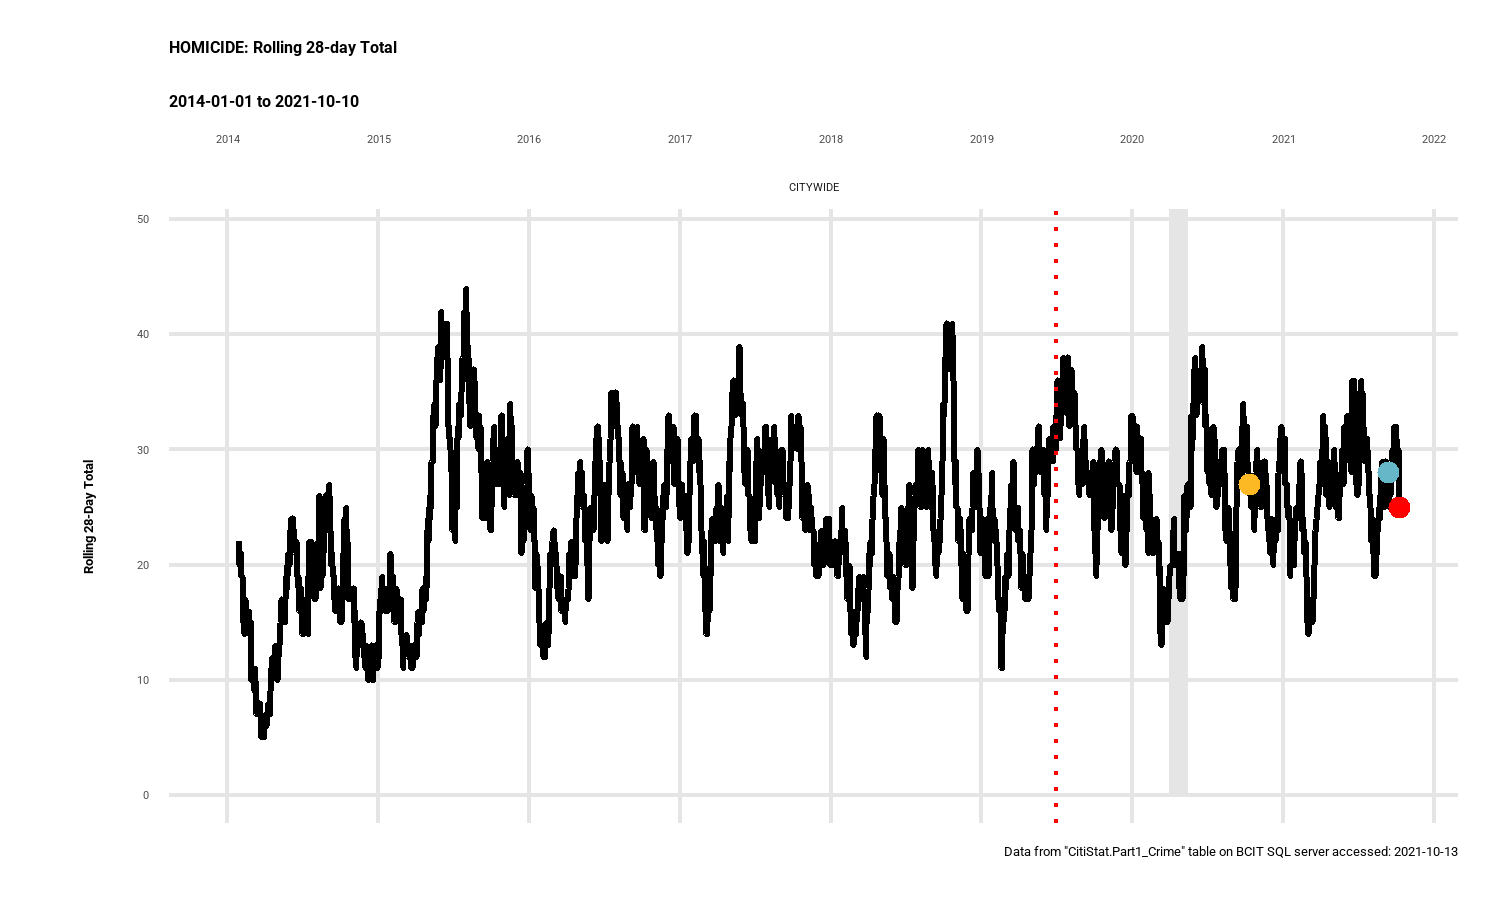 HOMICIDE: Rolling 28-day Total
2014-01-01 to 2021-10-10
2014 2015 2016 2017 2018 2019 2020 2021 2022
CITYWIDE
50
40
30
20
10
0
Rolling 28-Day Total
Data from "CitiStat.Part1_Crime" table on BCIT SQL server accessed: 2021-10-13